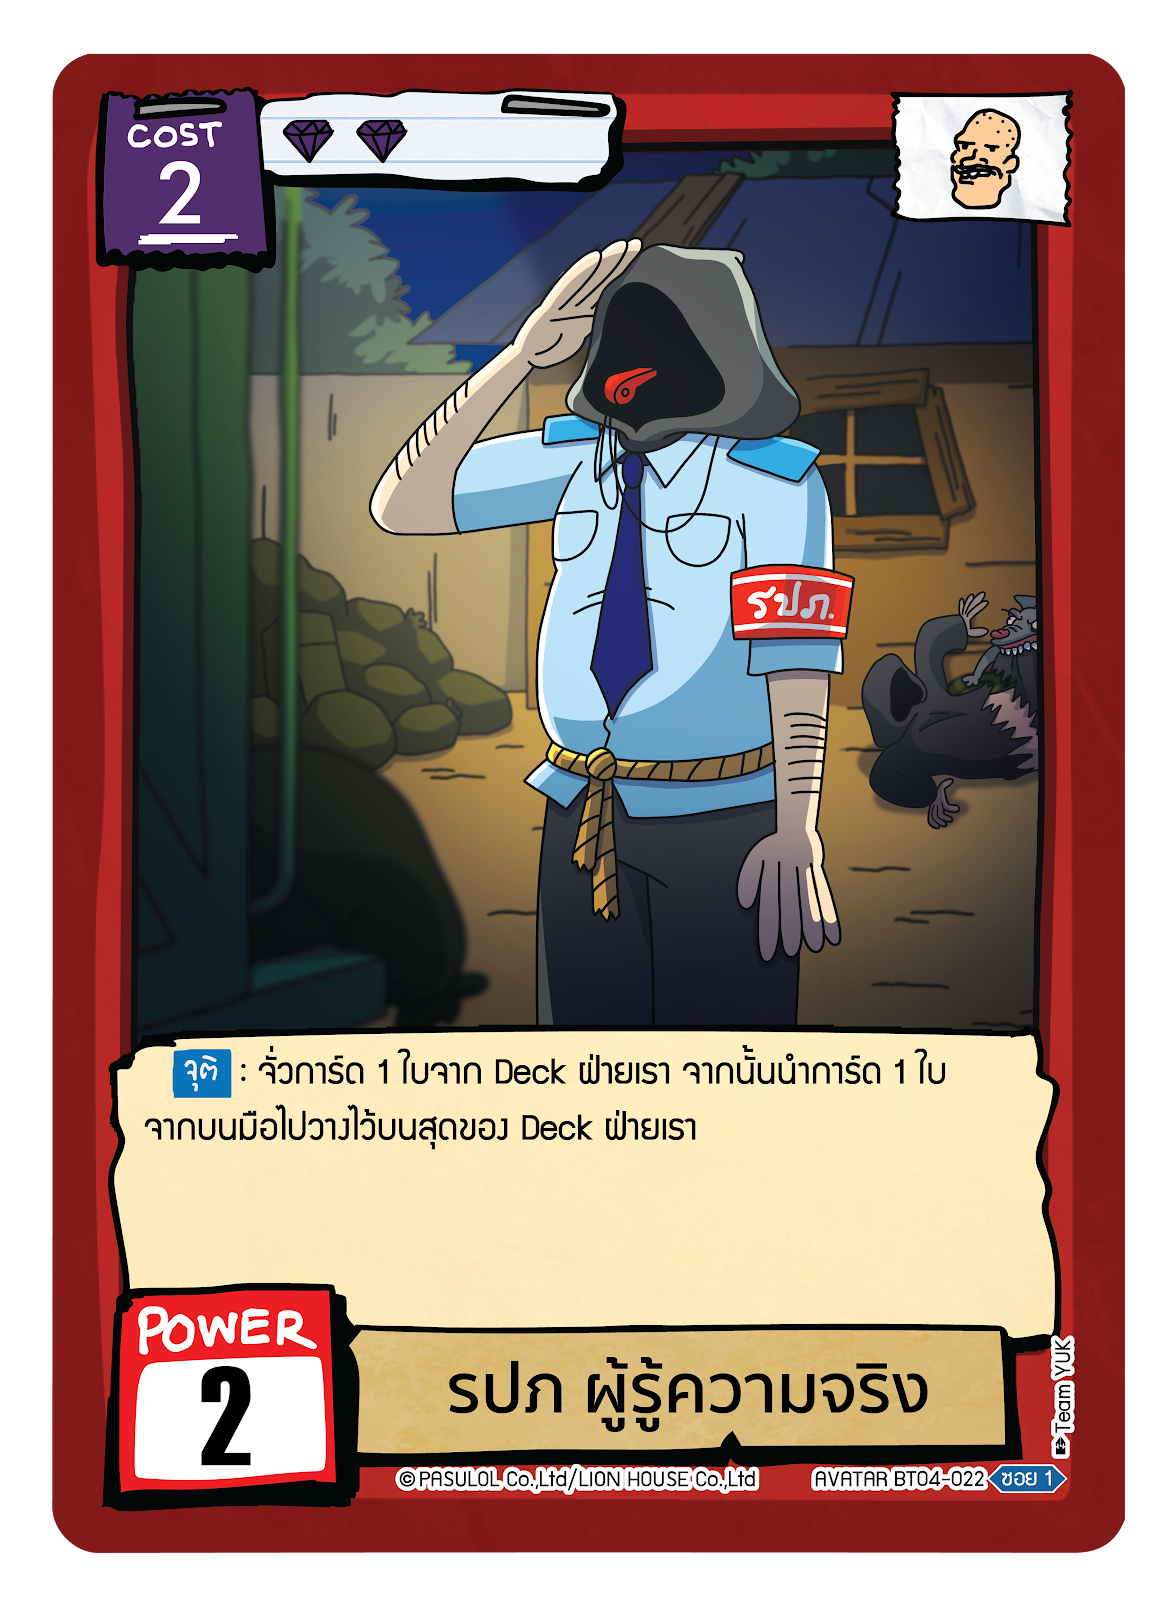 COST
2
รปภ.
จุติ : จั่วการ์ด 1 ใบจาก Deck ฝ่ายเรา จากนั้นนำการ์ด 1 ใบ
จากบนมือไปวางไว้บนสุดของ Deck ฝ่ายเรา
POWER
2
รปภ ผู้รู้ความจริง
Team YUK
© PASULOL Co.,Ltd/LION HOUSE Co.,Ltd
AVATAR BT04-022 ซอย 1